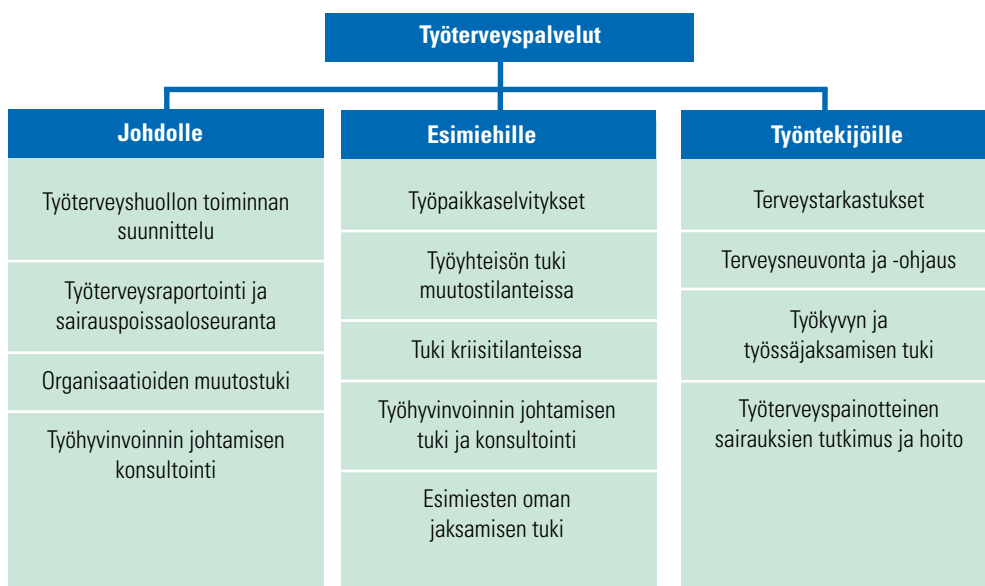 Työterveyspalvelut
Johdolle
Työterveyshuollon toiminnan
suunnittelu
Työterveysraportointi ja
sairauspoissaoloseuranta
Organisaatioiden muutostuki
Työhyvinvoinnin johtamisen
konsultointi
Esimiehille
Työpaikkaselvitykset
Työyhteisön tuki
muutostilanteissa
Tuki kriisitilanteissa
Työhyvinvoinnin johtamisen
tuki ja konsultointi
Esimiesten oman
jaksamisen tuki
Työntekijöille
Terveystarkastukset
Terveysneuvonta ja -ohjaus
Työkyvyn ja
työssäjaksamisen tuki
Työterveyspainotteinen
sairauksien tutkimus ja hoito